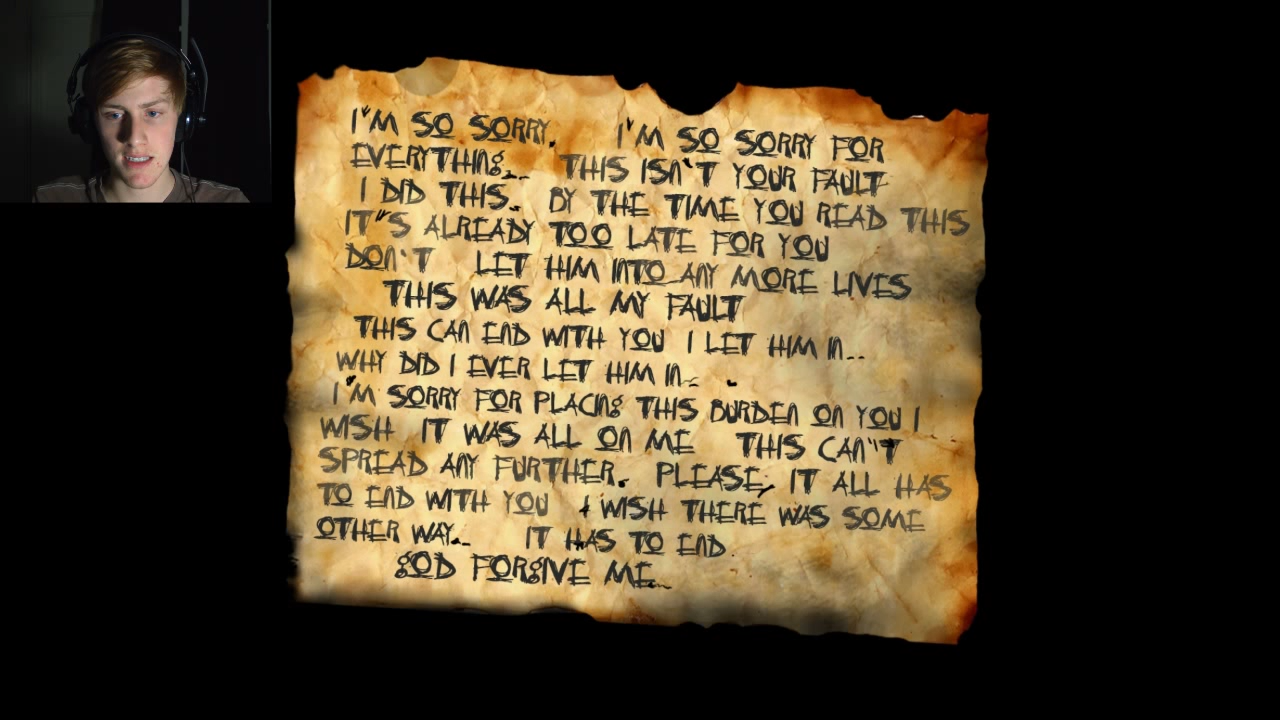 I'M SO SORRY. I'M SO SORRY FOR
EVERYTHING... THIS ISN'T YOUR FAULT
I DID THIS. BY THE TIME YOU READ THIS
IT'S ALREADY TOO LATE FOR YOU
DON'T LET HIM INTO ANY MORE LIVES
THIS WAS ALL MY FAULT
THIS CAN END WITH YOU I LET HIM IN...
WHY DID I EVER LET HIM IN...
I'M SORRY FOR PLACING THIS BURDEN ON YOU I
WISH IT WAS ALL ON ME THIS CAN'T
SPREAD ANY FURTHER. PLEASE, IT ALL HAS
TO END WITH YOU I WISH THERE WAS SOME
OTHER WAY... IT HAS TO END.
GOD FORGIVE ME...